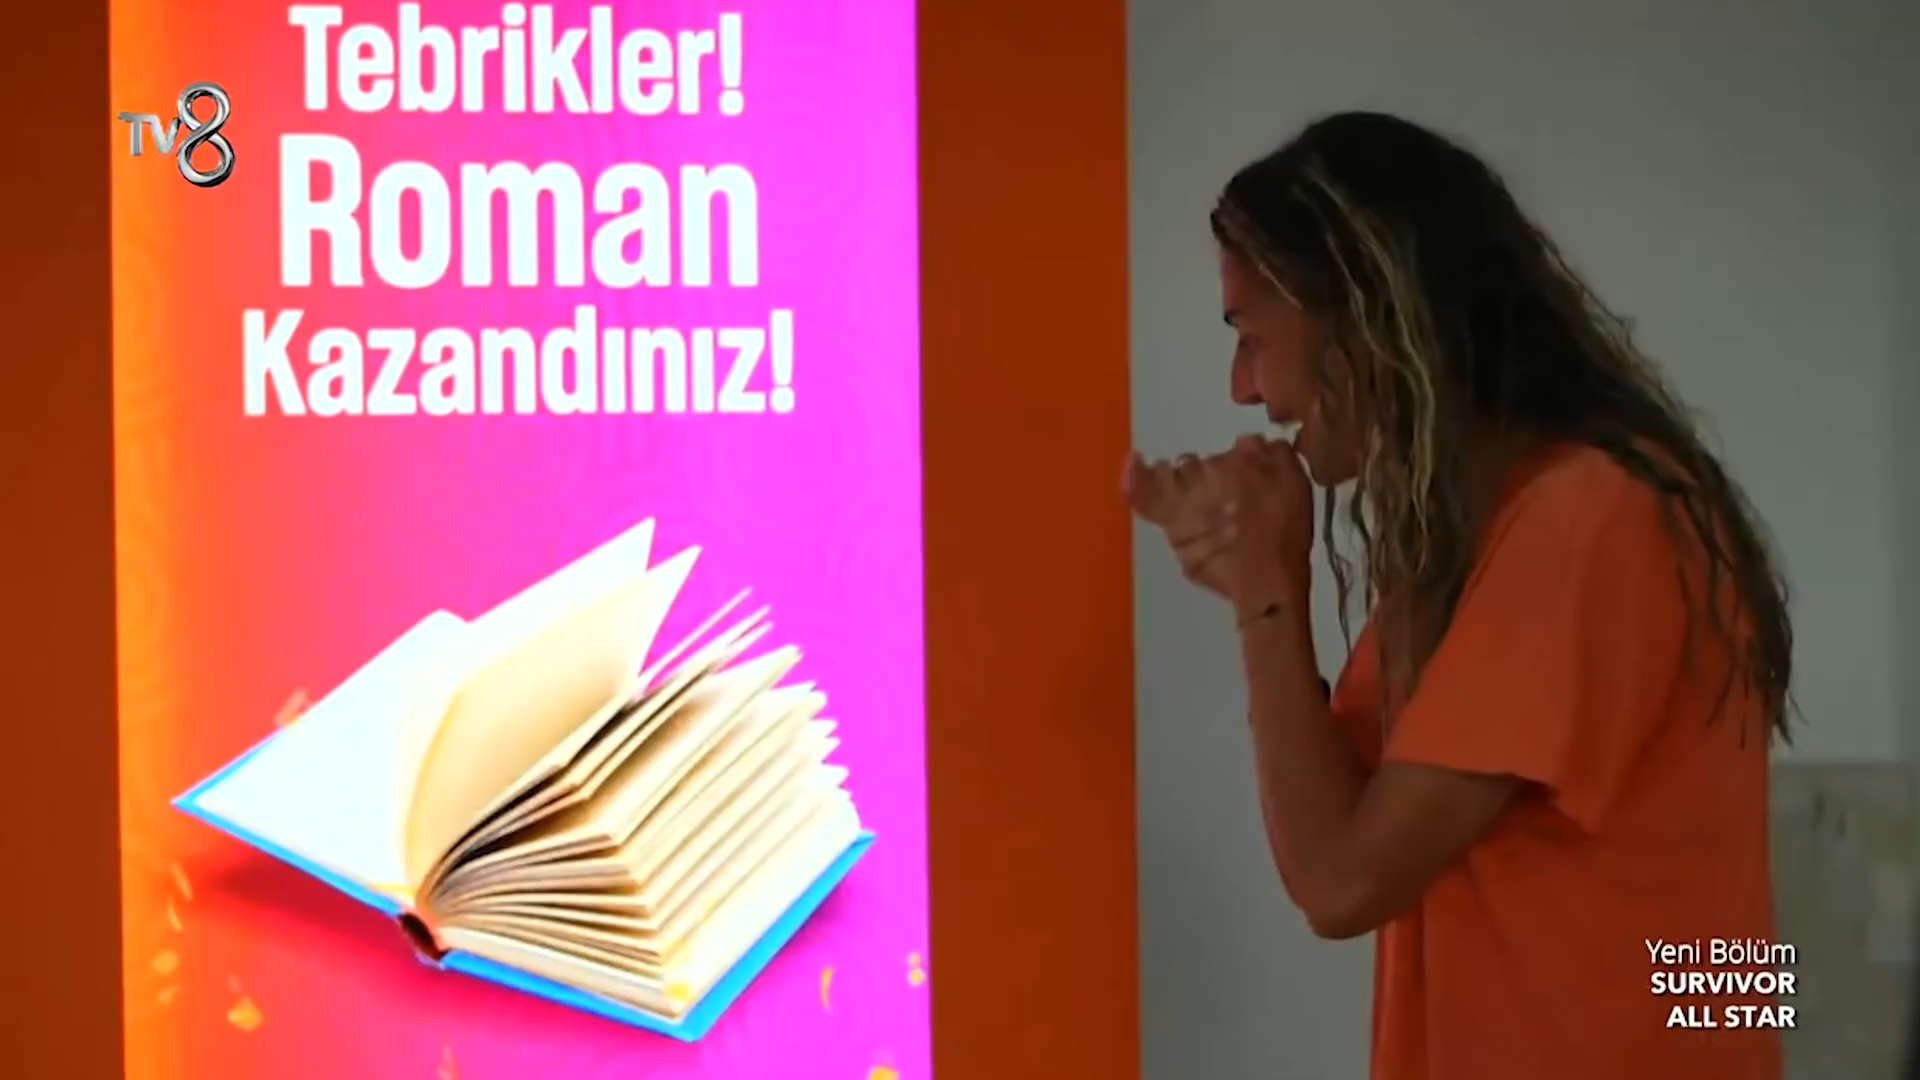 Tebrikler!
TV8
Roman
Kazandınız!
Yeni Bölüm
SURVIVOR
ALL STAR